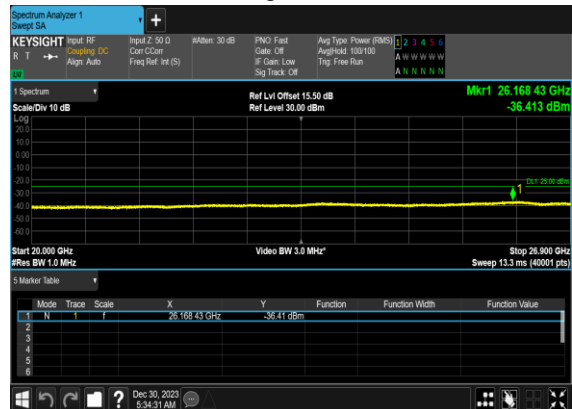 Spectrum Analyzer 1
Swept SA
KEYSIGHT Input: RF Input Z: 50 Ω #Atten: 30 dB PNO: Fast Avg Type: Power (RMS) 1 2 3 4 5 6
R T Coupling: DC Corr CCorr Gate: Off Avg|Hold: 100/100 A W W W W W
Align: Auto Freq Ref: Int (S) IF Gain: Low Trig: Free Run
Sig Track: Off A N N N N N
LW
1 Spectrum Ref Lvl Offset 15.50 dB Mkr1 26.168 43 GHz
Scale/Div 10 dB Ref Level 30.00 dBm -36.413 dBm
Log
20.0
10.0
0.00
-10.0
-20.0
DL1 -25.00 dBm
1
-30.0
-40.0
-50.0
-60.0
Start 20.000 GHz Video BW 3.0 MHz* Stop 26.900 GHz
#Res BW 1.0 MHz Sweep 13.3 ms (40001 pts)
5 Marker Table
Mode Trace Scale X Y Function Function Width Function Value
1 N 1 f 26.168 43 GHz -36.41 dBm
2
3
4
5
6
? Dec 30, 2023
5:34:31 AM